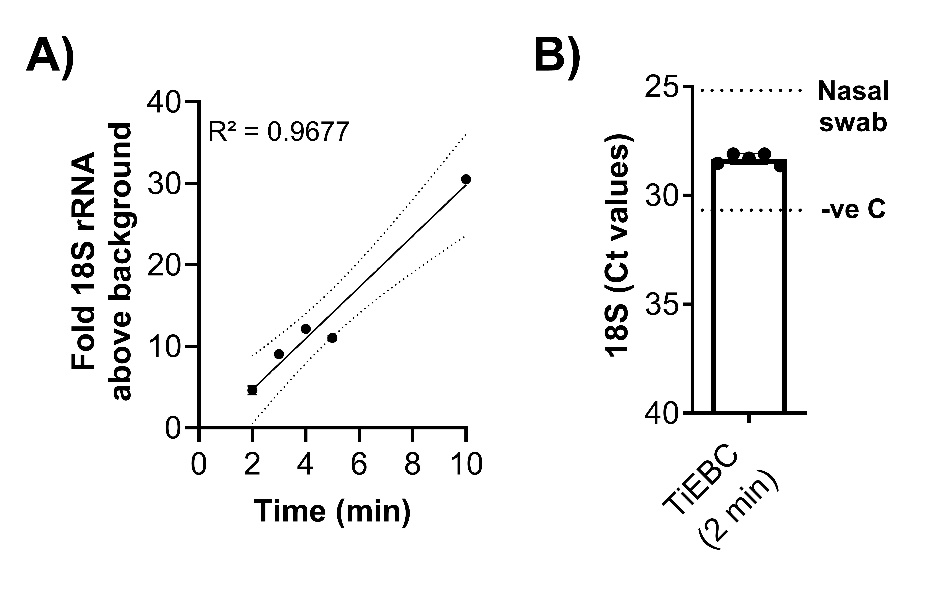 A)
Fold 18S rRNA
above background
40
30
20
10
0
R² = 0.9677
0 2 4 6 8 10
Time (min)
B)
18S (Ct values)
25
30
35
40
Nasal
swab
-ve C
TiEBC
(2 min)